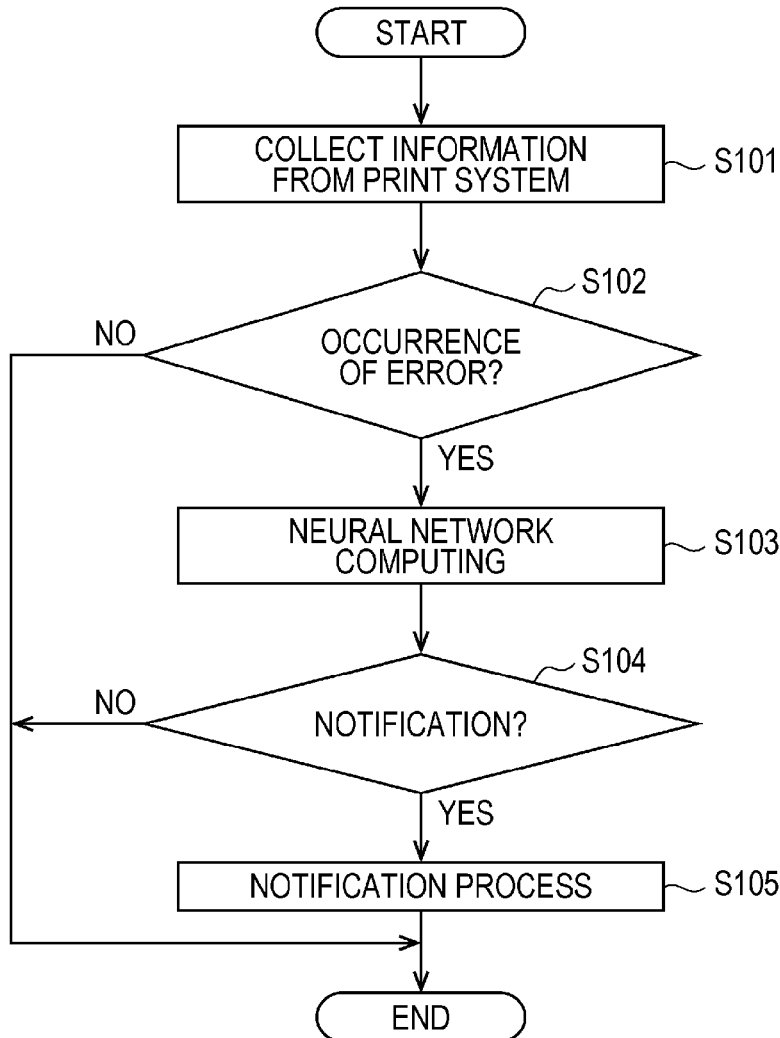 START
COLLECT INFORMATION
FROM PRINT SYSTEM
S101
S102
NO
OCCURRENCE
OF ERROR?
YES
NEURAL NETWORK
COMPUTING
S103
S104
NO
NOTIFICATION?
YES
NOTIFICATION PROCESS
S105
END